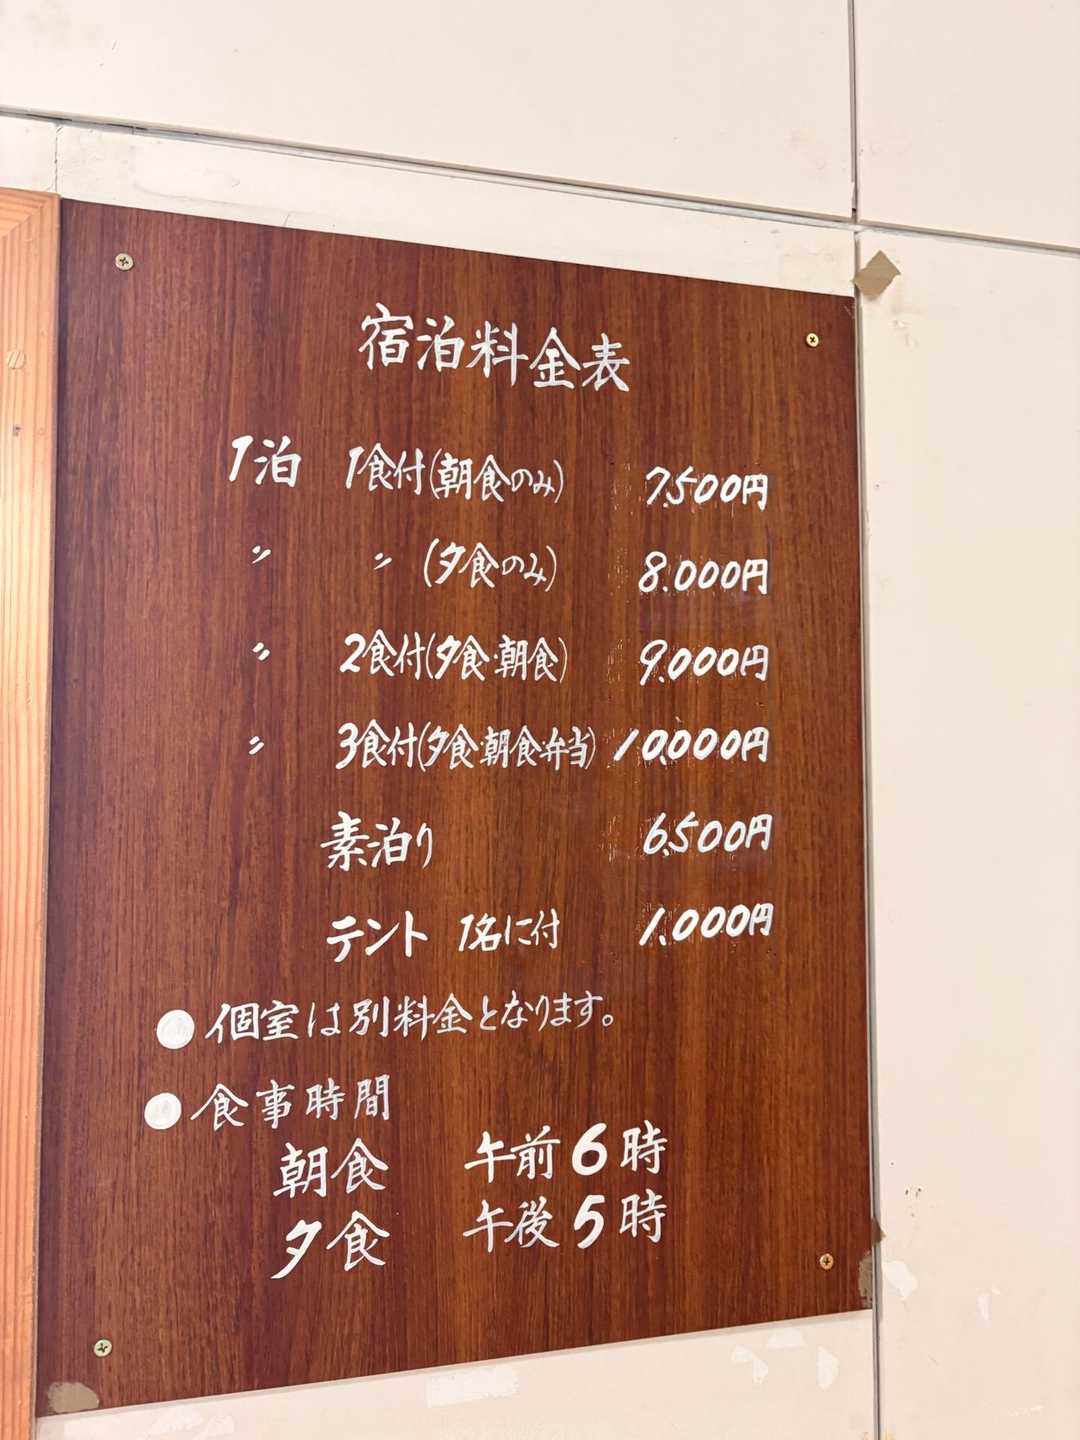 宿泊料金表
1泊 1食付(朝食のみ) 7.500円
〃 〃 (夕食のみ) 8.000円
〃 2食付(夕食・朝食) 9.000円
〃 3食付(夕食・朝食・弁当) 10.000円
素泊り 6.500円
テント 1名に付 1.000円
●個室は別料金となります。
●食事時間
朝食 午前6時
夕食 午後5時